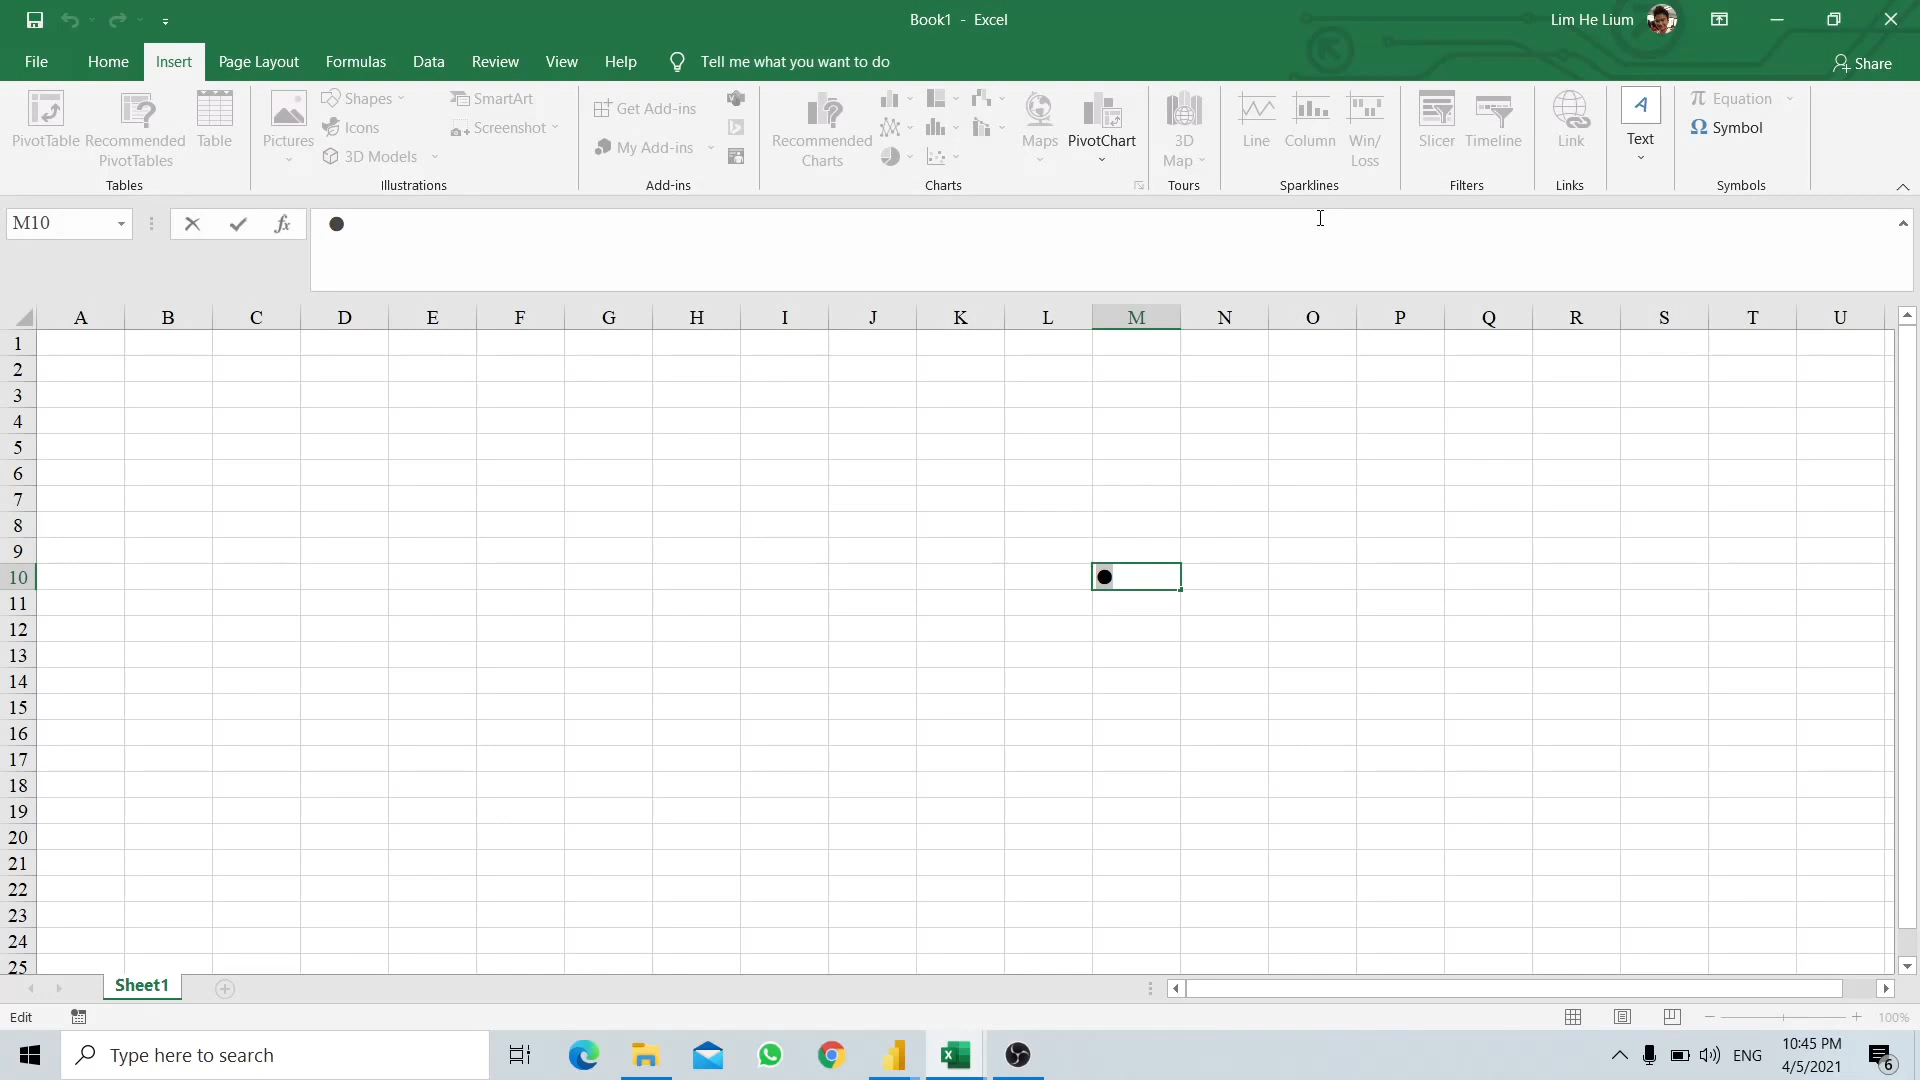 Book1 - Excel
Lim He Lium
File Home Insert Page Layout Formulas Data Review View Help Tell me what you want to do
Share
PivotTable
Recommended
PivotTables
Table
Tables
Pictures
Shapes
Icons
3D Models
SmartArt
Screenshot
Illustrations
Get Add-ins
My Add-ins
Add-ins
Recommended
Charts
Maps
PivotChart
Charts
3D
Map
Tours
Line
Column
Win/
Loss
Sparklines
Slicer
Timeline
Filters
Link
Links
Text
Equation
Symbol
Symbols
M10
fx
●
A B C D E F G H I J K L M N O P Q R S T U
1
2
3
4
5
6
7
8
9
10 ●
11
12
13
14
15
16
17
18
19
20
21
22
23
24
25
Sheet1
Edit
100%
Type here to search
ENG
10:45 PM
4/5/2021
6